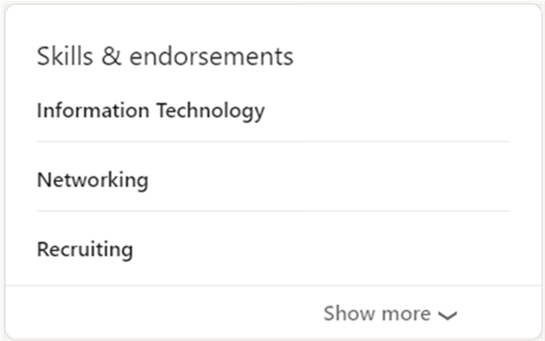 Skills & endorsements
Information Technology
Networking
Recruiting
Show more